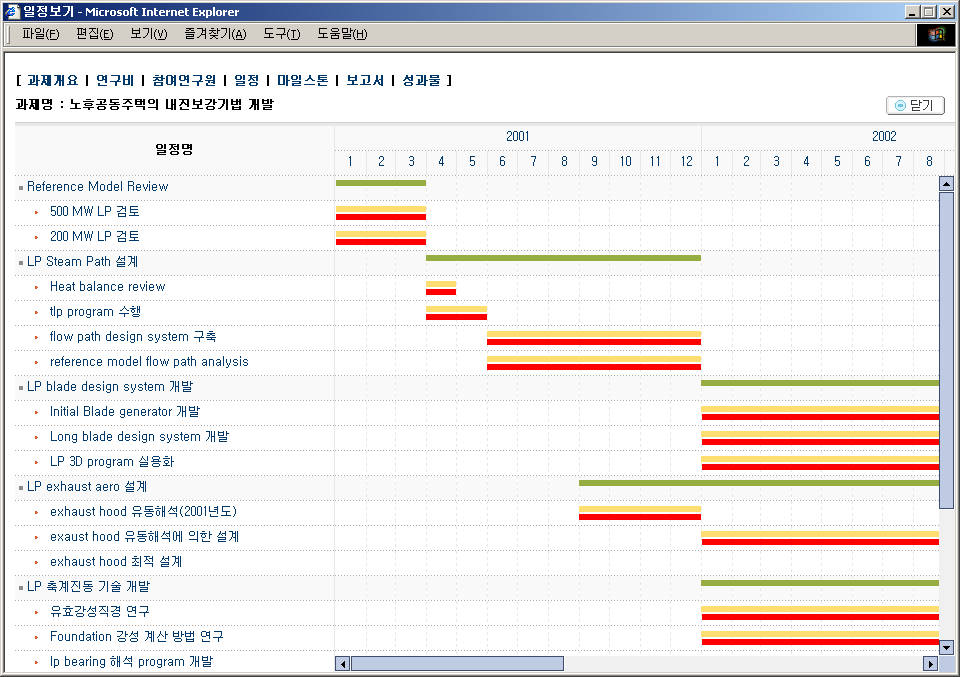 일정보기 - Microsoft Internet Explorer
파일(F) 편집(E) 보기(V) 즐겨찾기(A) 도구(T) 도움말(H)
[ 과제개요 | 연구비 | 참여연구원 | 일정 | 마일스톤 | 보고서 | 성과물 ]
과제명 : 노후공동주택의 내진보강기법 개발
닫기
일정명
2001 2002
1 2 3 4 5 6 7 8 9 10 11 12 1 2 3 4 5 6 7 8
Reference Model Review
500 MW LP 검토
200 MW LP 검토
LP Steam Path 설계
Heat balance review
tlp program 수행
flow path design system 구축
reference model flow path analysis
LP blade design system 개발
Initial Blade generator 개발
Long blade design system 개발
LP 3D program 실용화
LP exhaust aero 설계
exhaust hood 유동해석(2001년도)
exaust hood 유동해석에 의한 설계
exhaust hood 최적 설계
LP 축계진동 기술 개발
유효강성직경 연구
Foundation 강성 계산 방법 연구
lp bearing 해석 program 개발